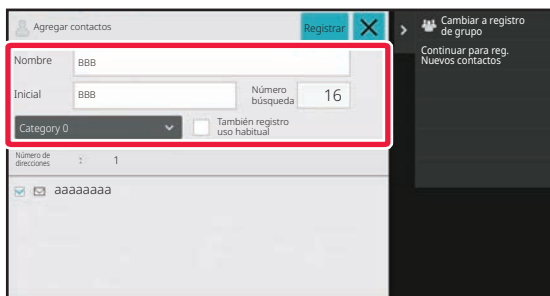 Agregar contactos
Registrar
Nombre
BBB
Inicial
BBB
Número
búsqueda
16
Category 0
También registro
uso habitual
Número de
direcciones
:
1
aaaaaaaa
Cambiar a registro
de grupo
Continuar para reg.
Nuevos contactos